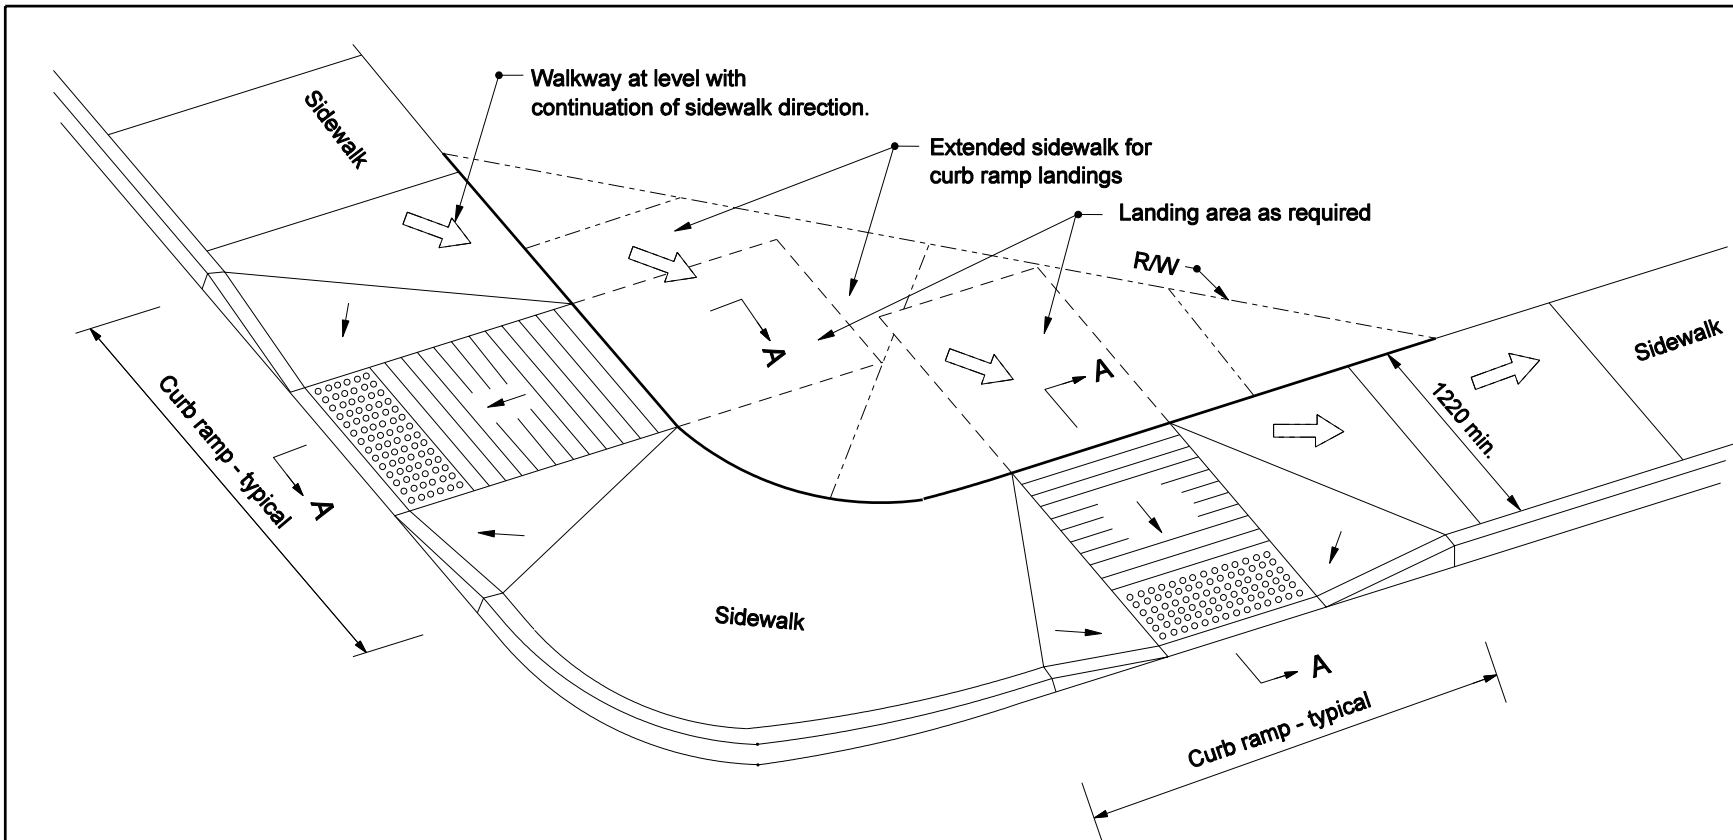 Walkway at level with
continuation of sidewalk direction.
Sidewalk
Extended sidewalk for
curb ramp landings
Landing area as required
R/W
Sidewalk
A
A
1220 min.
Curb ramp - typical
A
Sidewalk
A
Curb ramp - typical